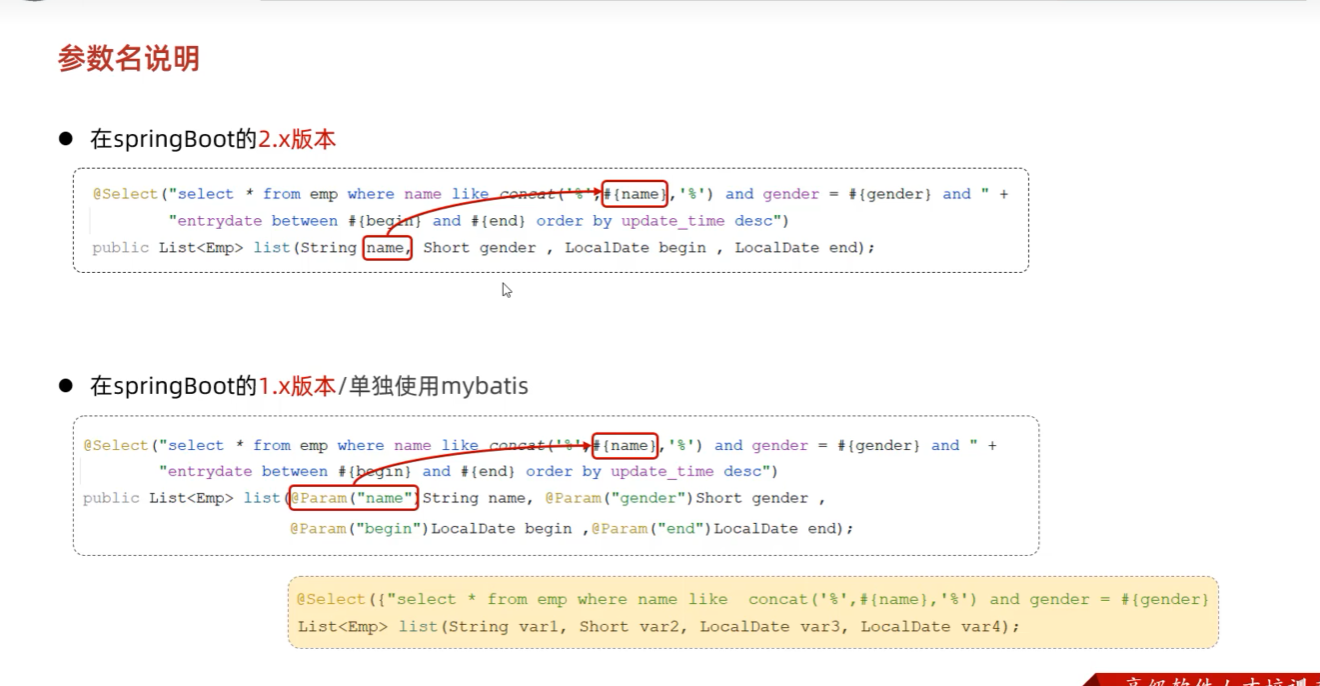 参数名说明
● 在springBoot的2.x版本
@Select("select * from emp where name like concat('%',#{name},'%') and gender = #{gender} and " +
"entrydate between #{begin} and #{end} order by update_time desc")
public List<Emp> list(String name, Short gender , LocalDate begin , LocalDate end);
● 在springBoot的1.x版本/单独使用mybatis
@Select("select * from emp where name like concat('%',#{name},'%') and gender = #{gender} and " +
"entrydate between #{begin} and #{end} order by update_time desc")
public List<Emp> list(@Param("name")String name, @Param("gender")Short gender ,
@Param("begin")LocalDate begin ,@Param("end")LocalDate end);
@Select({"select * from emp where name like  concat('%',#{name},'%') and gender = #{gender}
List<Emp> list(String var1, Short var2, LocalDate var3, LocalDate var4);